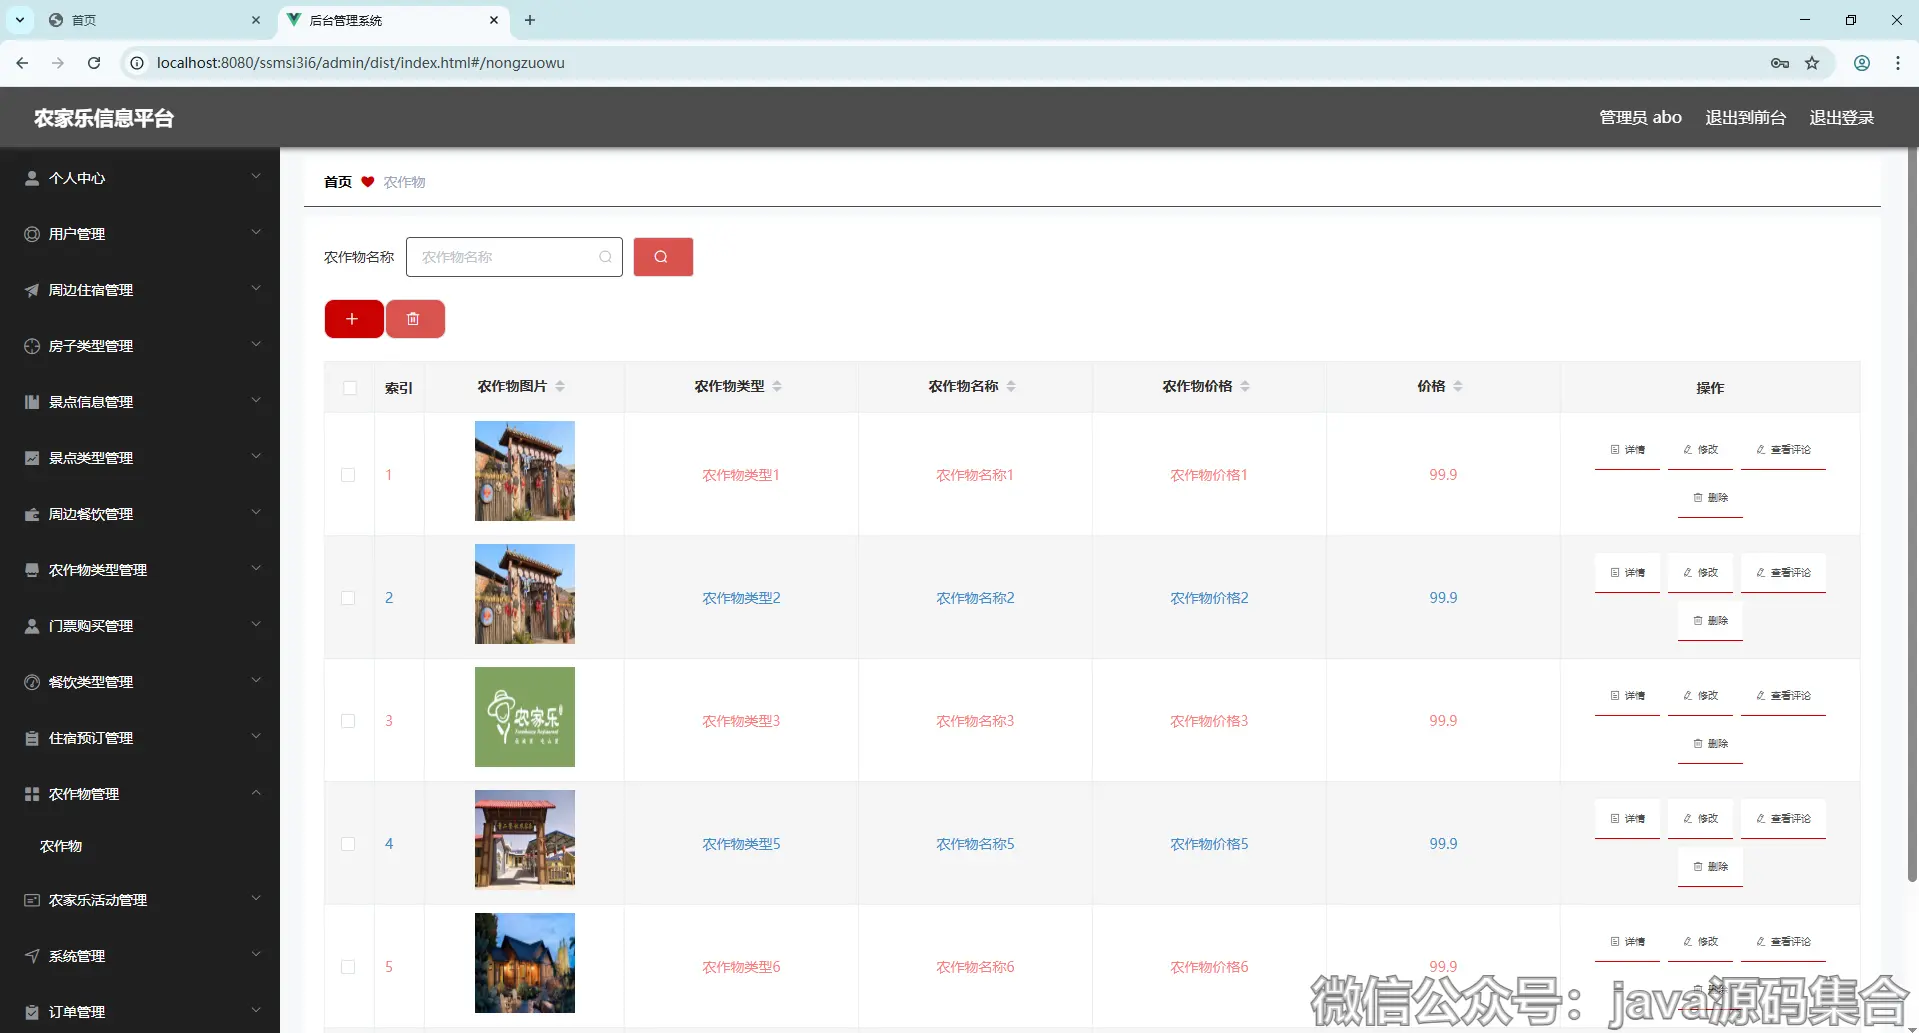 首页
后台管理系统
localhost:8080/ssmsi3i6/admin/dist/index.html#/nongzuowu
农家乐信息平台
管理员 abo 退出到前台 退出登录
个人中心
用户管理
周边住宿管理
房子类型管理
景点信息管理
景点类型管理
周边餐饮管理
农作物类型管理
门票购买管理
餐饮类型管理
住宿预订管理
农作物管理
农作物
农家乐活动管理
系统管理
订单管理
首页 农作物
农作物名称 农作物名称
索引 农作物图片 农作物类型 农作物名称 农作物价格 价格 操作
1 农作物类型1 农作物名称1 农作物价格1 99.9 详情 修改 查看评论
删除
2 农作物类型2 农作物名称2 农作物价格2 99.9 详情 修改 查看评论
删除
农家乐
3 农作物类型3 农作物名称3 农作物价格3 99.9 详情 修改 查看评论
删除
4 农作物类型5 农作物名称5 农作物价格5 99.9 详情 修改 查看评论
删除
5 农作物类型6 农作物名称6 农作物价格6 99.9 详情 修改 查看评论
删除
微信公众号：java源码集合